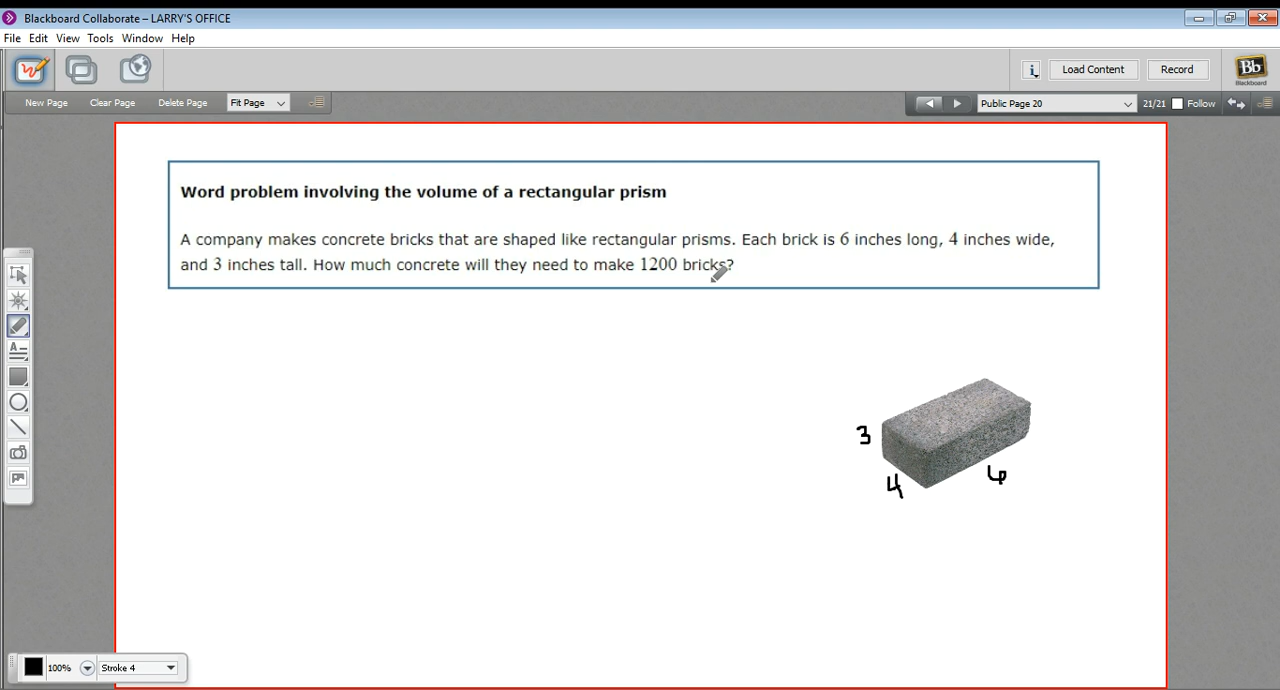 Blackboard Collaborate – LARRY'S OFFICE
File Edit View Tools Window Help
i Load Content Record Bb
Blackboard
New Page Clear Page Delete Page Fit Page Public Page 20 21/21 Follow
Word problem involving the volume of a rectangular prism
A company makes concrete bricks that are shaped like rectangular prisms. Each brick is 6 inches long, 4 inches wide,
and 3 inches tall. How much concrete will they need to make 1200 bricks?
3
4
6
A
100% Stroke 4